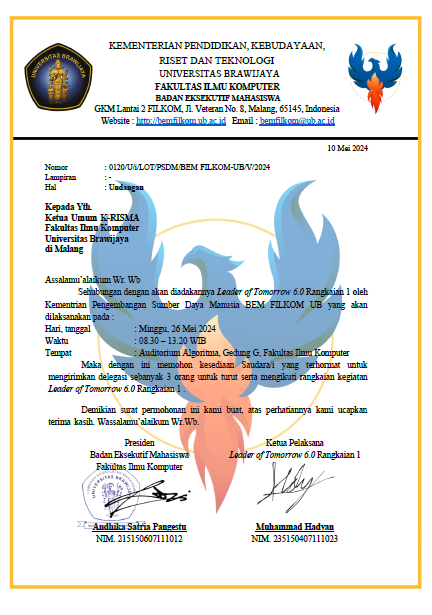 KEMENTERIAN PENDIDIKAN, KEBUDAYAAN,
RISET DAN TEKNOLOGI
UNIVERSITAS BRAWIJAYA
FAKULTAS ILMU KOMPUTER
BADAN EKSEKUTIF MAHASISWA
GKM Lantai 2 FILKOM, Jl. Veteran No. 8, Malang, 65145, Indonesia
Website : http://bemfilkom.ub.ac.id Email : bemfilkom@ub.ac.id
10 Mei 2024
Nomor : 0120/U/i/LOT/PSDM/BEM FILKOM-UB/V/2024
Lampiran : -
Hal : Undangan
Kepada Yth.
Ketua Umum K-RISMA
Fakultas Ilmu Komputer
Universitas Brawijaya
di Malang
Assalamu’alaikum Wr. Wb
Sehubungan dengan akan diadakannya Leader of Tomorrow 6.0 Rangkaian 1 oleh
Kementrian Pengembangan Sumber Daya Manusia BEM FILKOM UB yang akan
dilaksanakan pada :
Hari, tanggal : Minggu, 26 Mei 2024
Waktu : 08.30 – 13.20 WIB
Tempat : Auditorium Algoritma, Gedung G, Fakultas Ilmu Komputer
Maka dengan ini memohon kesediaan Saudara/i yang terhormat untuk
mengirimkan delegasi sebanyak 3 orang untuk turut serta mengikuti rangkaian kegiatan
Leader of Tomorrow 6.0 Rangkaian 1.
Demikian surat permohonan ini kami buat, atas perhatiannya kami ucapkan
terima kasih. Wassalamu’alaikum Wr.Wb.
Presiden
Badan Eksekutif Mahasiswa
Fakultas Ilmu Komputer
Ketua Pelaksana
Leader of Tomorrow 6.0 Rangkaian 1
UNIVERSITAS BRAWIJAYA
Andhika Satria Pangestu
NIM. 215150607111012
Muhammad Hadyan
NIM. 235150407111023